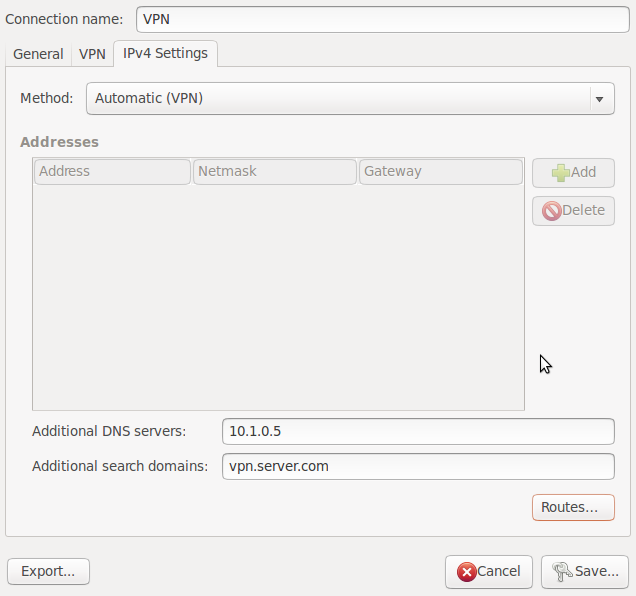 Connection name: VPN
General VPN IPv4 Settings
Method: Automatic (VPN)
Addresses
Address Netmask Gateway Add
Delete
Additional DNS servers: 10.1.0.5
Additional search domains: vpn.server.com
Routes...
Export... Cancel Save...